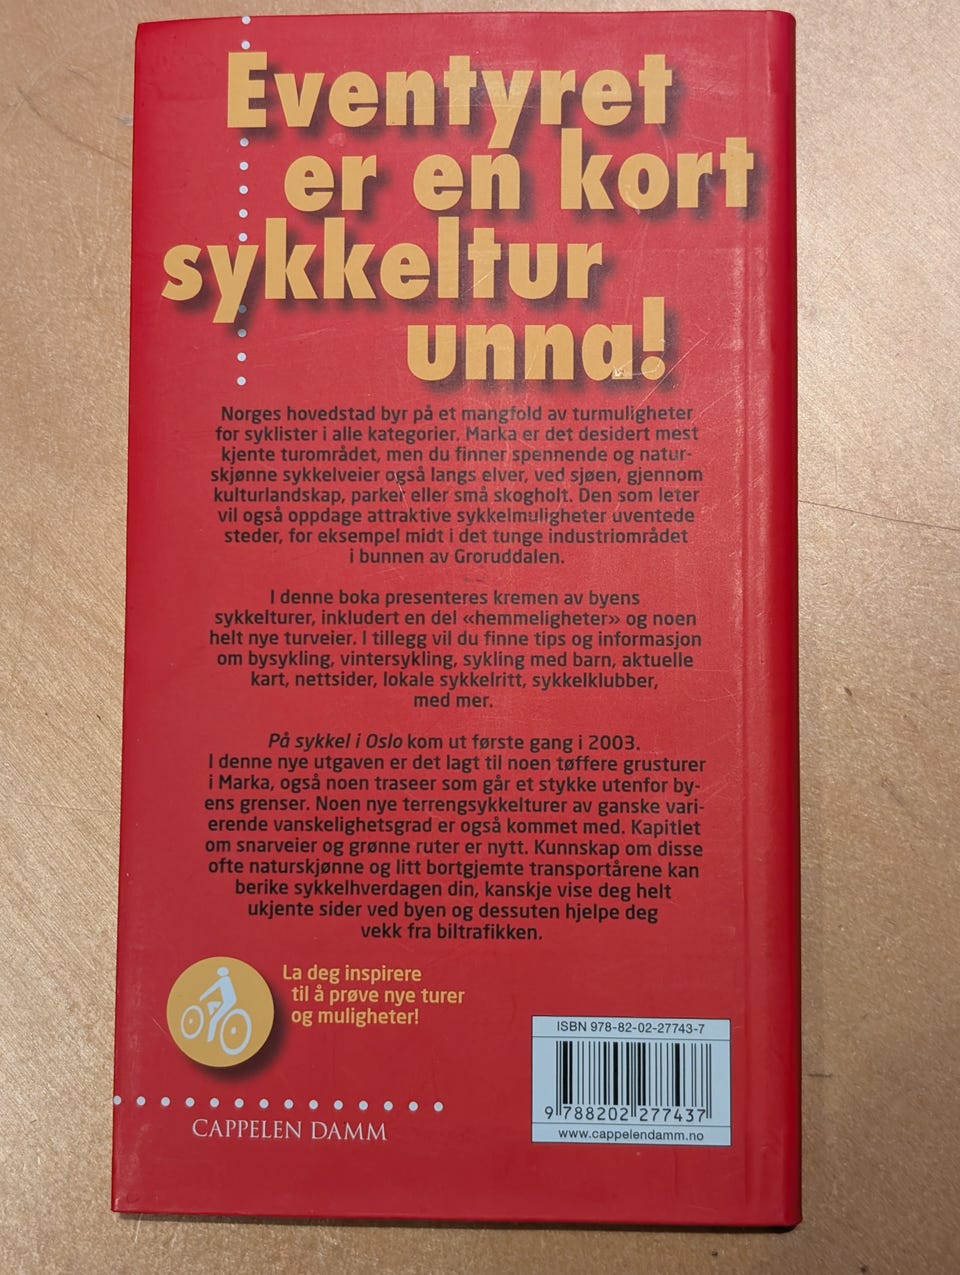 Eventyret
er en kort
sykkeltur
unna!
Norges hovedstad byr på et mangfold av turmuligheter
for syklister i alle kategorier. Marka er det desidert mest
kjente turområdet, men du finner spennende og natur-
skjønne sykkelveier også langs elver, ved sjøen, gjennom
kulturlandskap, parker eller små skogholt. Den som leter
vil også oppdage attraktive sykkelmuligheter uventede
steder, for eksempel midt i det tunge industriområdet
i bunnen av Groruddalen.
I denne boka presenteres kremen av byens
sykkelturer, inkludert en del «hemmeligheter» og noen
helt nye turveier. I tillegg vil du finne tips og informasjon
om bysykling, vintersykling, sykling med barn, aktuelle
kart, nettsider, lokale sykkelritt, sykkelklubber,
med mer.
På sykkel i Oslo kom ut første gang i 2003.
I denne nye utgaven er det lagt til noen tøffere grusturer
i Marka, også noen traseer som går et stykke utenfor by-
ens grenser. Noen nye terrengsykkelturer av ganske vari-
erende vanskelighetsgrad er også kommet med. Kapitlet
om snarveier og grønne ruter er nytt. Kunnskap om disse
ofte naturskjønne og litt bortgjemte transportårene kan
berike sykkelhverdagen din, kanskje vise deg helt
ukjente sider ved byen og dessuten hjelpe deg
vekk fra biltrafikken.
La deg inspirere
til å prøve nye turer
og muligheter!
ISBN 978-82-02-27743-7
9 788202 277437
www.cappelendamm.no
CAPPELEN DAMM